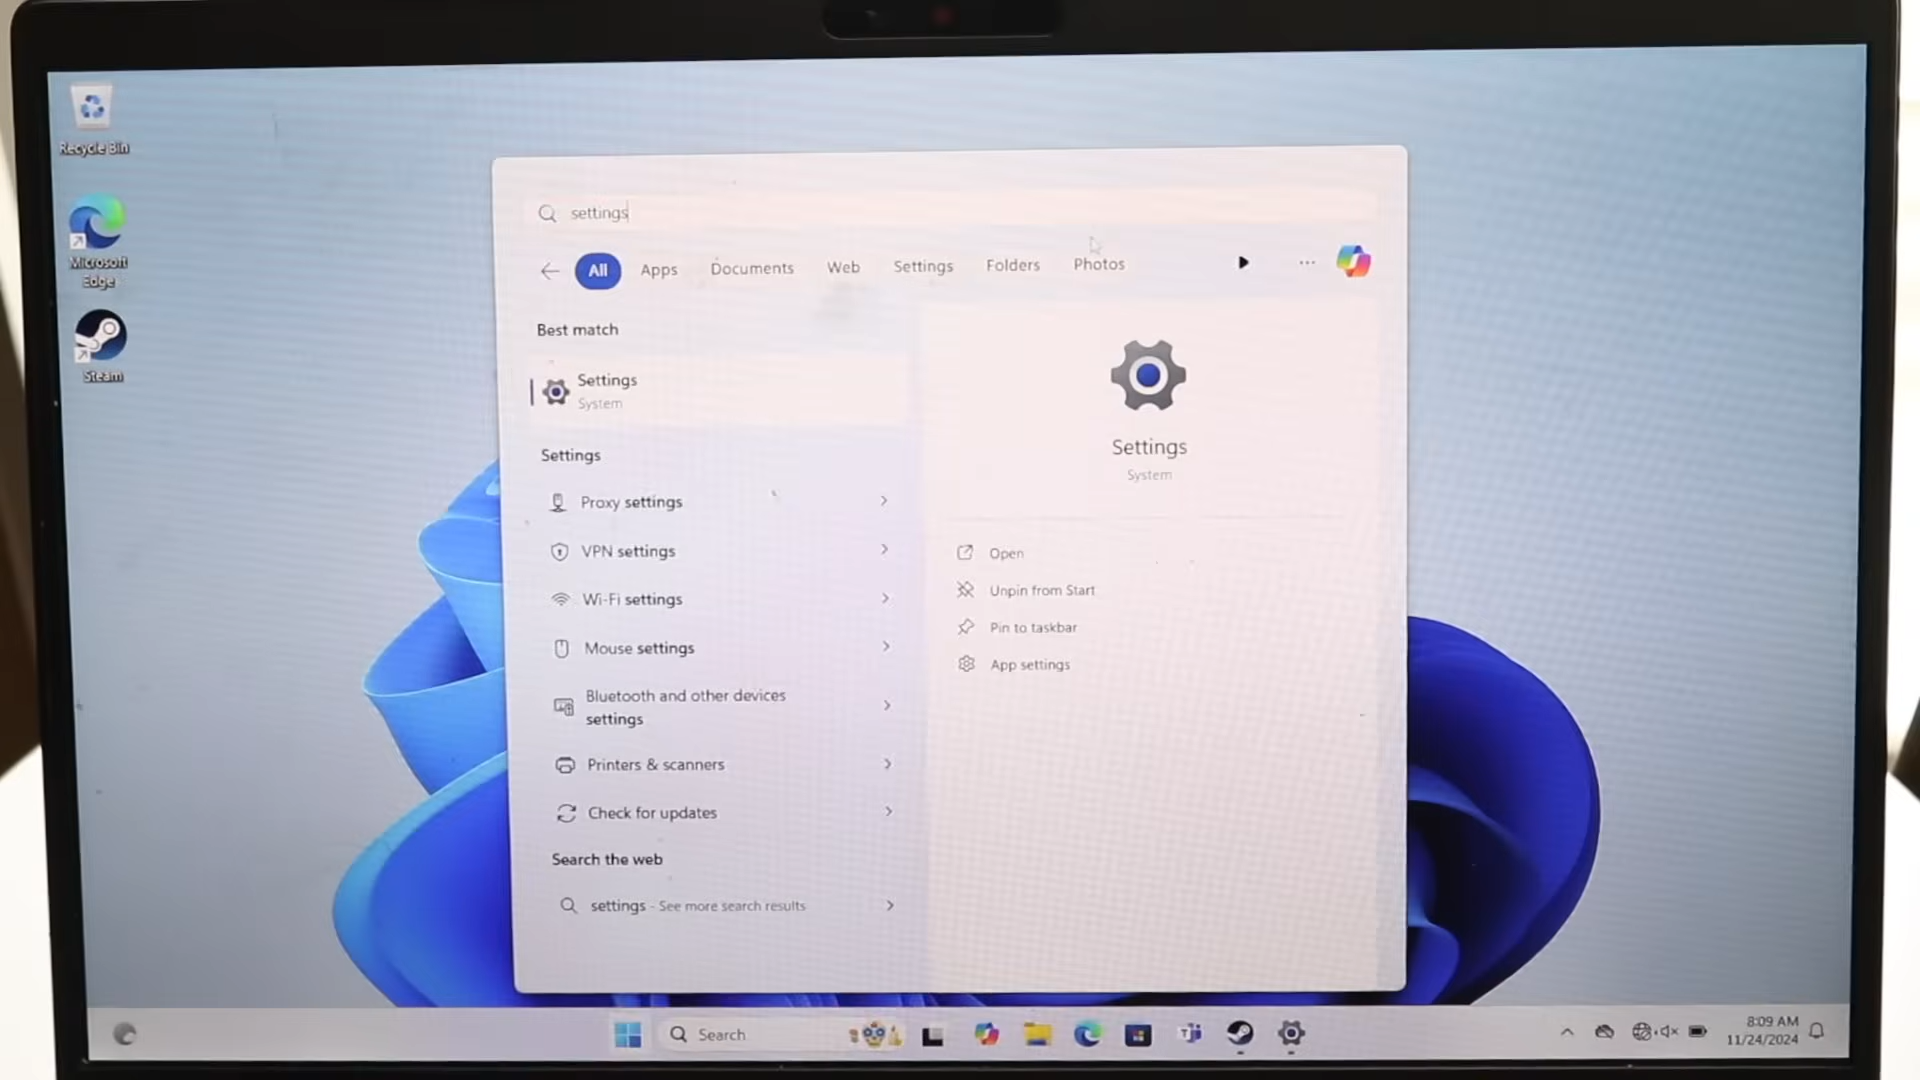 Recycle Bin
Microsoft
Edge
Steam
settings
All
Apps
Documents
Web
Settings
Folders
Photos
Best match
Settings
System
Settings
Proxy settings
VPN settings
Wi-Fi settings
Mouse settings
Bluetooth and other devices
settings
Printers & scanners
Check for updates
Search the web
settings - See more search results
Settings
System
Open
Unpin from Start
Pin to taskbar
App settings
Search
8:09 AM
11/24/2024